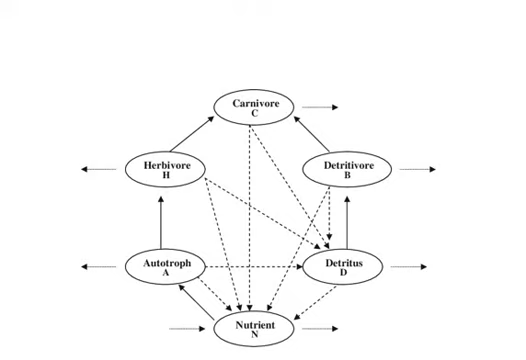 Carnivore
C
Herbivore
H
Detritivore
B
Autotroph
A
Detritus
D
Nutrient
N